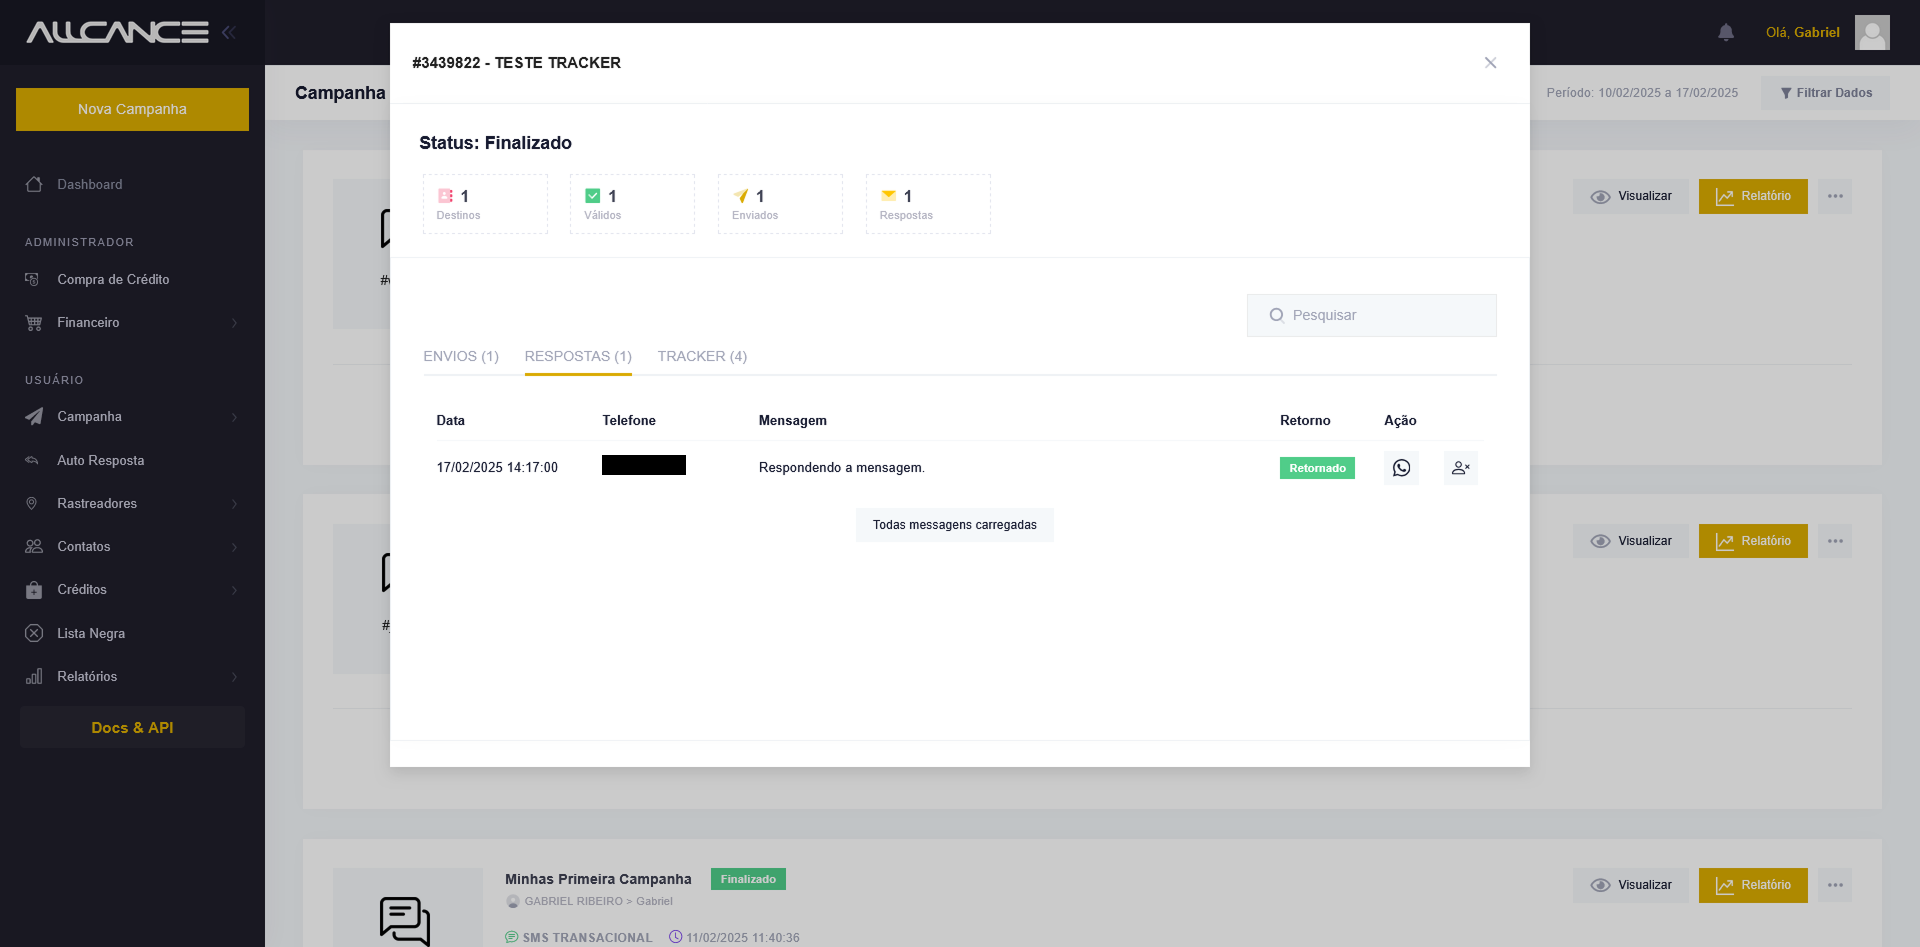 ALLCANCE
Olá, Gabriel
#3439822 - TESTE TRACKER
Campanha
Período: 10/02/2025 a 17/02/2025
Filtrar Dados
Nova Campanha
Dashboard
ADMINISTRADOR
Compra de Crédito
Financeiro
USUÁRIO
Campanha
Auto Resposta
Rastreadores
Contatos
Créditos
Lista Negra
Relatórios
Docs & API
Status: Finalizado
1
Destinos
1
Válidos
1
Enviados
1
Respostas
Pesquisar
ENVIOS (1) RESPOSTAS (1) TRACKER (4)
Data Telefone Mensagem Retorno Ação
17/02/2025 14:17:00 Respondendo a mensagem. Retornado
Todas messagens carregadas
Visualizar Relatório
Visualizar Relatório
Minhas Primeira Campanha Finalizado
GABRIEL RIBEIRO > Gabriel
SMS TRANSACIONAL 11/02/2025 11:40:36
Visualizar Relatório